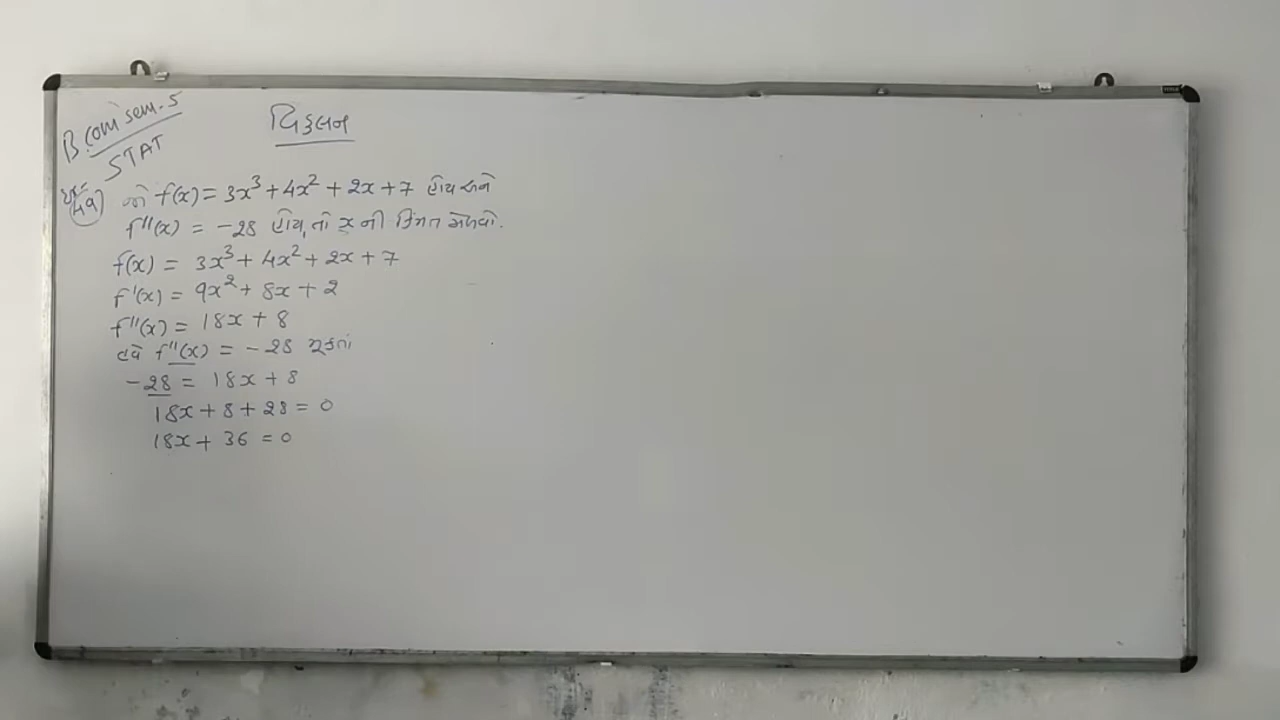 B.com sem-5
STAT
વિકલન
જો f(x) = 3x³ + 4x² + 2x + 7 હોય અને
f''(x) = -28 હોય તો x ની કિંમત મેળવો.
f(x) = 3x³ + 4x² + 2x + 7
f'(x) = 9x² + 8x + 2
f''(x) = 18x + 8
હવે f''(x) = -28 મૂકતાં
-28 = 18x + 8
18x + 8 + 28 = 0
18x + 36 = 0